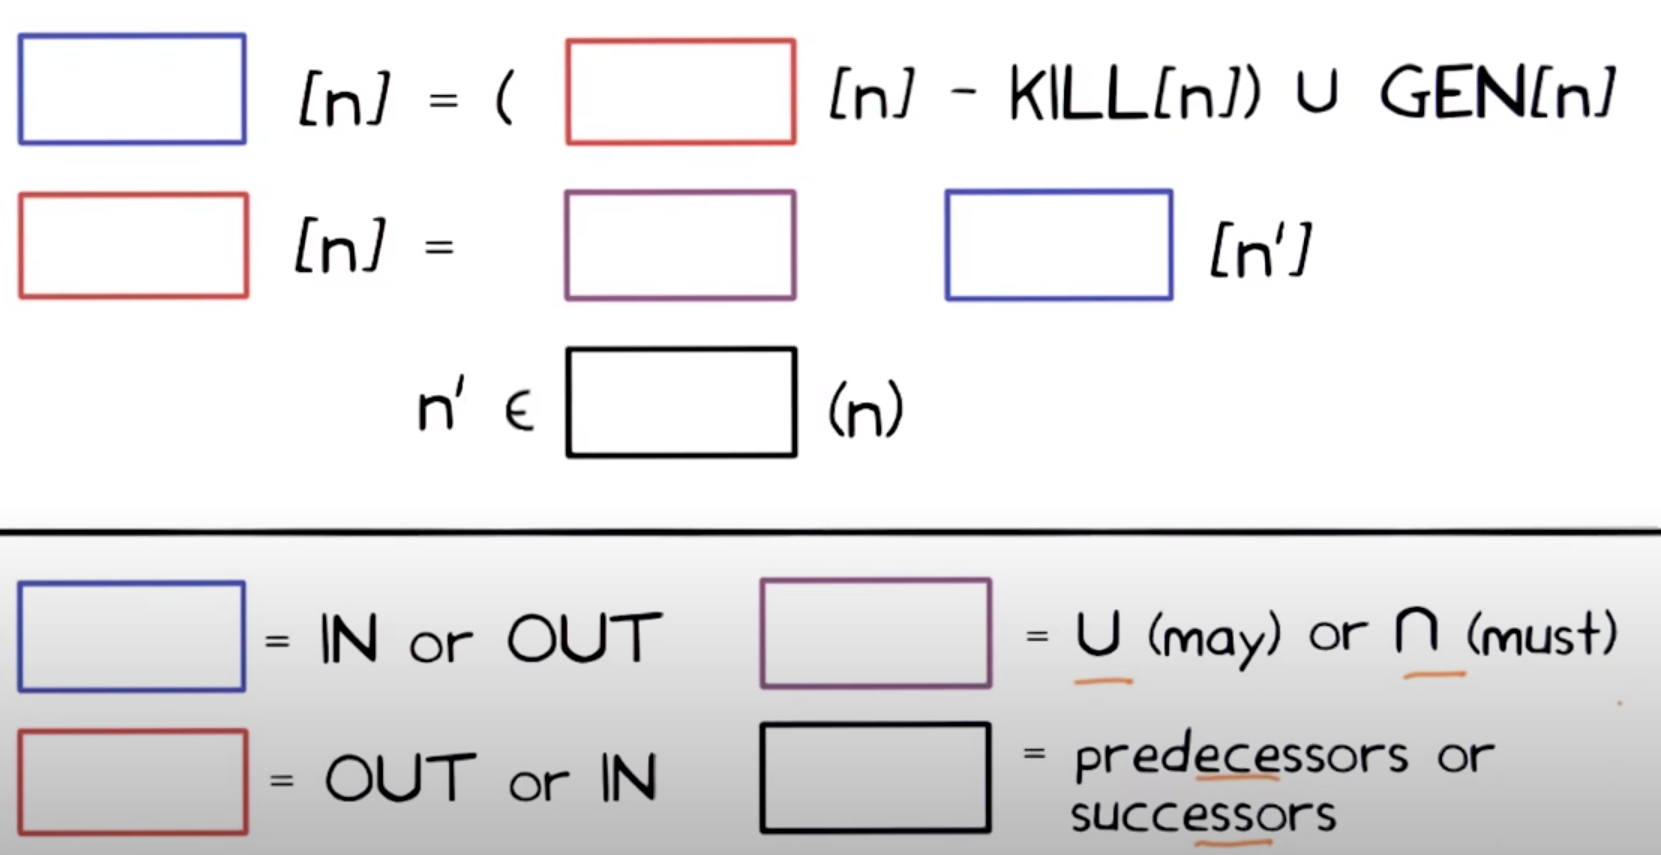 [n] = ( [n] - KILL[n]) ∪ GEN[n]
[n] = [n']
n' ∈ (n)
= IN or OUT
= ∪ (may) or ∩ (must)
= OUT or IN
= predecessors or
successors